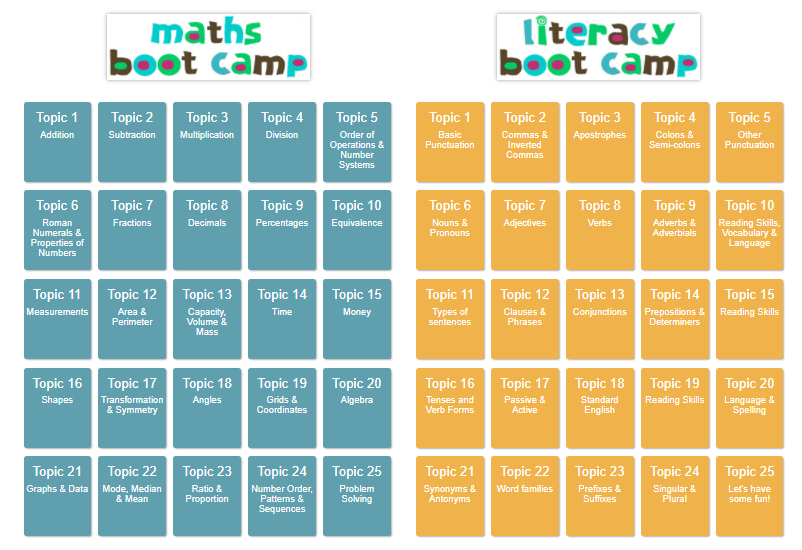 maths
boot camp
literacy
boot camp
Topic 1
Addition
Topic 2
Subtraction
Topic 3
Multiplication
Topic 4
Division
Topic 5
Order of
Operations &
Number
Systems
Topic 6
Roman
Numerals &
Properties of
Numbers
Topic 7
Fractions
Topic 8
Decimals
Topic 9
Percentages
Topic 10
Equivalence
Topic 11
Measurements
Topic 12
Area &
Perimeter
Topic 13
Capacity,
Volume &
Mass
Topic 14
Time
Topic 15
Money
Topic 16
Shapes
Topic 17
Transformation
& Symmetry
Topic 18
Angles
Topic 19
Grids &
Coordinates
Topic 20
Algebra
Topic 21
Graphs & Data
Topic 22
Mode, Median
& Mean
Topic 23
Ratio &
Proportion
Topic 24
Number Order,
Patterns &
Sequences
Topic 25
Problem
Solving
Topic 1
Basic
Punctuation
Topic 2
Commas &
Inverted
Commas
Topic 3
Apostrophes
Topic 4
Colons &
Semi-colons
Topic 5
Other
Punctuation
Topic 6
Nouns &
Pronouns
Topic 7
Adjectives
Topic 8
Verbs
Topic 9
Adverbs &
Adverbials
Topic 10
Reading Skills,
Vocabulary &
Language
Topic 11
Types of
sentences
Topic 12
Clauses &
Phrases
Topic 13
Conjunctions
Topic 14
Prepositions &
Determiners
Topic 15
Reading Skills
Topic 16
Tenses and
Verb Forms
Topic 17
Passive &
Active
Topic 18
Standard
English
Topic 19
Reading Skills
Topic 20
Language &
Spelling
Topic 21
Synonyms &
Antonyms
Topic 22
Word families
Topic 23
Prefixes &
Suffixes
Topic 24
Singular &
Plural
Topic 25
Let's have
some fun!